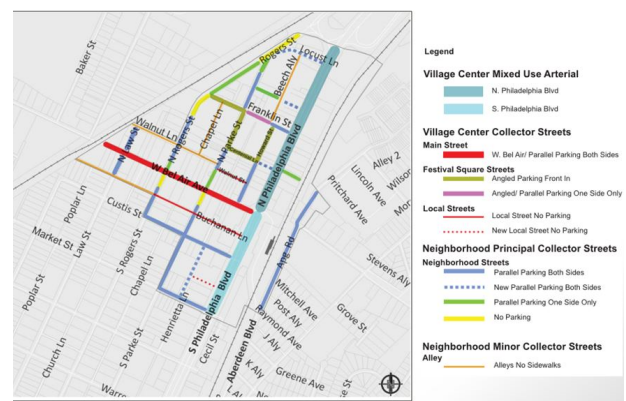 Baker St
Rogers St
Locust Ln
Beech Aly
Walnut Ln
Chapel Ln
N Parke St
Franklin St
N Law St
N Rogers St
N Parke St
N Philadelphia Blvd
W. Bel Air Ave
Buchanan Ln
Custis St
Poplar Ln
Market St
Law St
S Rogers St
Chapel Ln
Henrietta Ln
S Philadelphia Blvd
Apg Rd
Pritchard Ave
Lincoln Ave
Alley 2
Stevens Aly
Poplar St
Church Ln
S Parke St
Cecil St
Aberdeen Blvd
Mitchell Ave
Post Aly
Raymond Ave
J Aly
K Aly
Greene Ave
Grove St
Legend
Village Center Mixed Use Arterial
N. Philadelphia Blvd
S. Philadelphia Blvd
Village Center Collector Streets
Main Street
W. Bel Air/ Parallel Parking Both Sides
Festival Square Streets
Angled Parking Front In
Angled/ Parallel Parking One Side Only
Local Streets
Local Street No Parking
New Local Street No Parking
Neighborhood Principal Collector Streets
Neighborhood Streets
Parallel Parking Both Sides
New Parallel Parking Both Sides
Parallel Parking One Side Only
No Parking
Neighborhood Minor Collector Streets
Alley
Alleys No Sidewalks